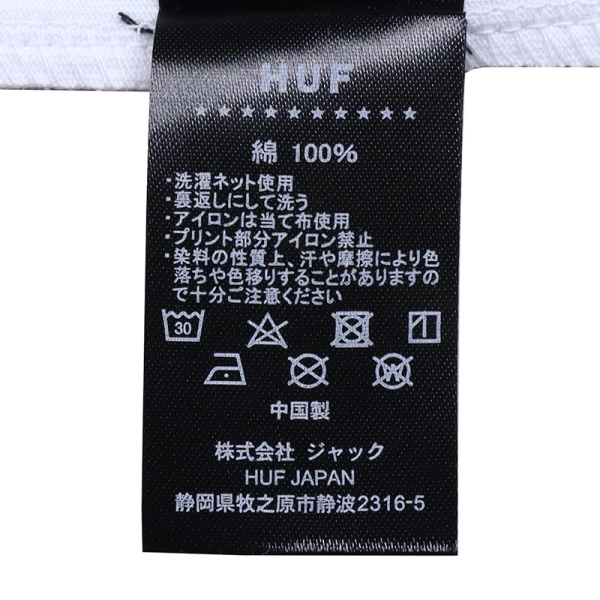 HUF
★★★★★★★★★★
綿 100%
・洗濯ネット使用
・裏返しにして洗う
・アイロンは当て布使用
・プリント部分アイロン禁止
・染料の性質上、汗や摩擦により色
落ちや色移りすることがありますの
で十分ご注意ください
30
W
中国製
株式会社 ジャック
HUF JAPAN
静岡県牧之原市静波2316-5